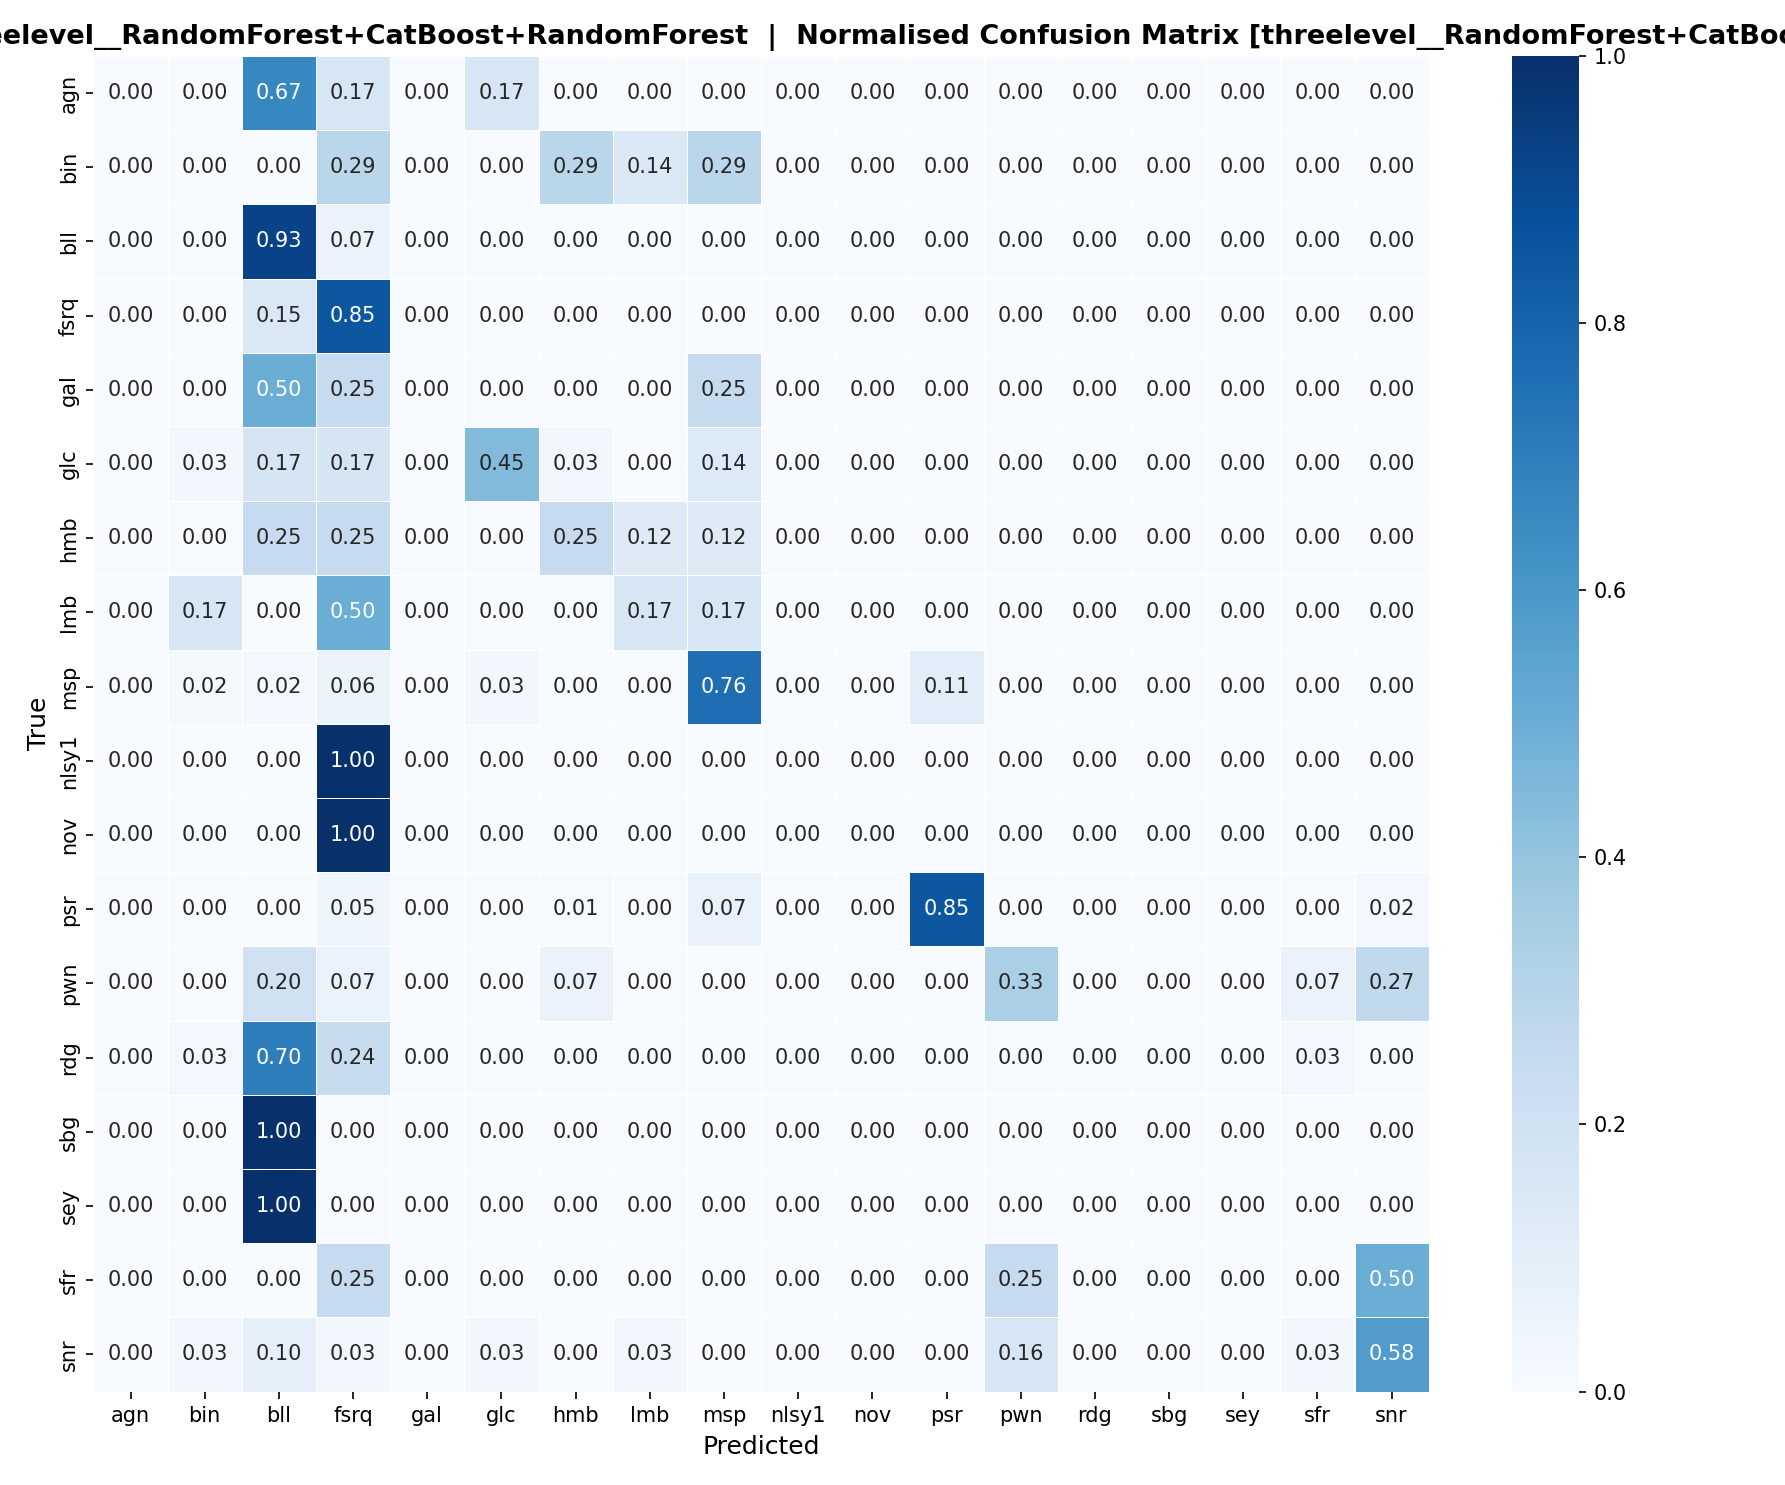 eelevel__RandomForest+CatBoost+RandomForest | Normalised Confusion Matrix [threelevel__RandomForest+CatBoo
agn 0.00 0.00 0.67 0.17 0.00 0.17 0.00 0.00 0.00 0.00 0.00 0.00 0.00 0.00 0.00 0.00 0.00 0.00
bin 0.00 0.00 0.00 0.29 0.00 0.00 0.29 0.14 0.29 0.00 0.00 0.00 0.00 0.00 0.00 0.00 0.00 0.00
bll 0.00 0.00 0.93 0.07 0.00 0.00 0.00 0.00 0.00 0.00 0.00 0.00 0.00 0.00 0.00 0.00 0.00 0.00
fsrq 0.00 0.00 0.15 0.85 0.00 0.00 0.00 0.00 0.00 0.00 0.00 0.00 0.00 0.00 0.00 0.00 0.00 0.00
gal 0.00 0.00 0.50 0.25 0.00 0.00 0.00 0.00 0.25 0.00 0.00 0.00 0.00 0.00 0.00 0.00 0.00 0.00
glc 0.00 0.03 0.17 0.17 0.00 0.45 0.03 0.00 0.14 0.00 0.00 0.00 0.00 0.00 0.00 0.00 0.00 0.00
hmb 0.00 0.00 0.25 0.25 0.00 0.00 0.25 0.12 0.12 0.00 0.00 0.00 0.00 0.00 0.00 0.00 0.00 0.00
lmb 0.00 0.17 0.00 0.50 0.00 0.00 0.00 0.17 0.17 0.00 0.00 0.00 0.00 0.00 0.00 0.00 0.00 0.00
msp 0.00 0.02 0.02 0.06 0.00 0.03 0.00 0.00 0.76 0.00 0.00 0.11 0.00 0.00 0.00 0.00 0.00 0.00
True
nlsy1 0.00 0.00 0.00 1.00 0.00 0.00 0.00 0.00 0.00 0.00 0.00 0.00 0.00 0.00 0.00 0.00 0.00 0.00
nov 0.00 0.00 0.00 1.00 0.00 0.00 0.00 0.00 0.00 0.00 0.00 0.00 0.00 0.00 0.00 0.00 0.00 0.00
psr 0.00 0.00 0.00 0.05 0.00 0.00 0.01 0.00 0.07 0.00 0.00 0.85 0.00 0.00 0.00 0.00 0.00 0.02
pwn 0.00 0.00 0.20 0.07 0.00 0.00 0.07 0.00 0.00 0.00 0.00 0.00 0.33 0.00 0.00 0.00 0.07 0.27
rdg 0.00 0.03 0.70 0.24 0.00 0.00 0.00 0.00 0.00 0.00 0.00 0.00 0.00 0.00 0.00 0.00 0.03 0.00
sbg 0.00 0.00 1.00 0.00 0.00 0.00 0.00 0.00 0.00 0.00 0.00 0.00 0.00 0.00 0.00 0.00 0.00 0.00
sey 0.00 0.00 1.00 0.00 0.00 0.00 0.00 0.00 0.00 0.00 0.00 0.00 0.00 0.00 0.00 0.00 0.00 0.00
sfr 0.00 0.00 0.00 0.25 0.00 0.00 0.00 0.00 0.00 0.00 0.00 0.00 0.25 0.00 0.00 0.00 0.00 0.50
snr 0.00 0.03 0.10 0.03 0.00 0.03 0.00 0.03 0.00 0.00 0.00 0.00 0.16 0.00 0.00 0.00 0.03 0.58
agn bin bll fsrq gal glc hmb lmb msp nlsy1 nov psr pwn rdg sbg sey sfr snr
Predicted
1.0
0.8
0.6
0.4
0.2
0.0